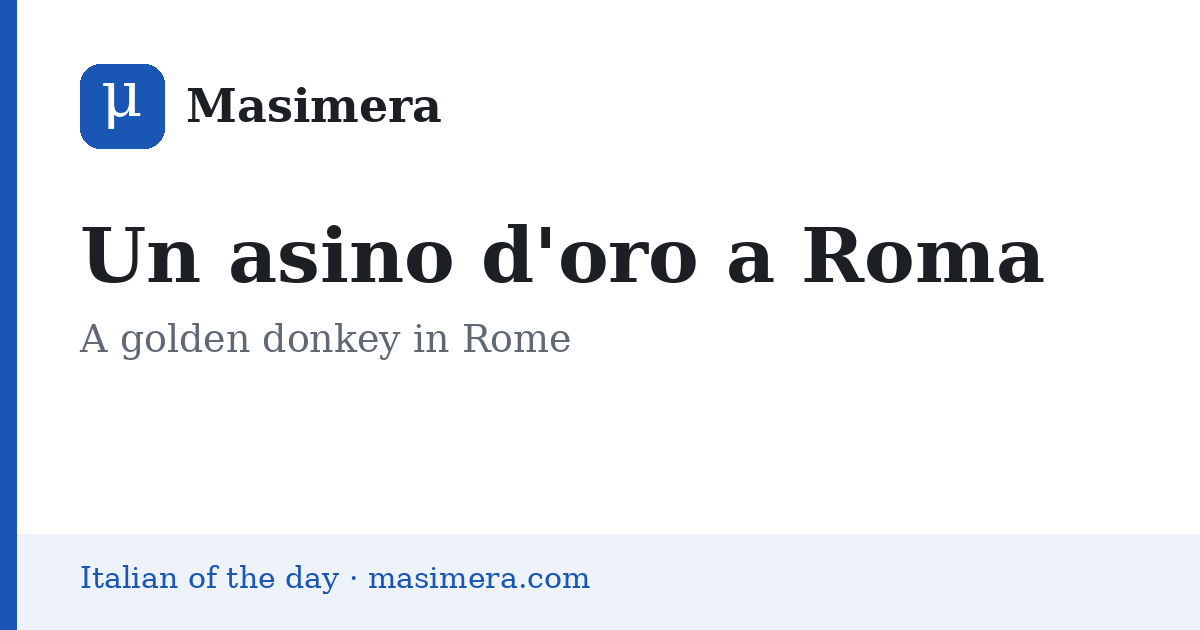 μ
Masimera
Un asino d'oro a Roma
A golden donkey in Rome
Italian of the day · masimera.com